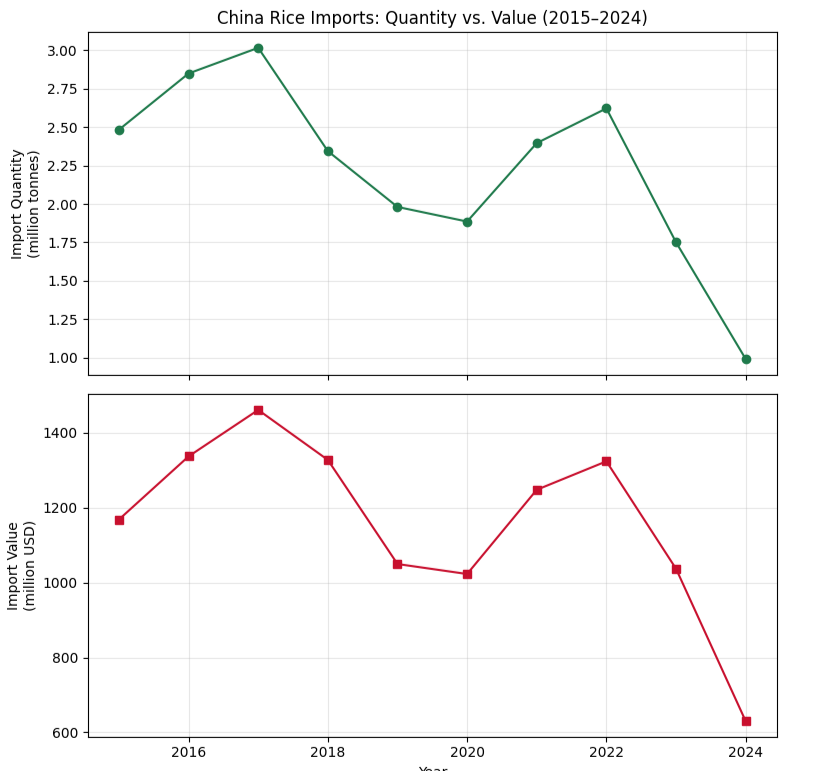 China Rice Imports: Quantity vs. Value (2015–2024)
Import Quantity
(million tonnes)
3.00
2.75
2.50
2.25
2.00
1.75
1.50
1.25
1.00
Import Value
(million USD)
1400
1200
1000
800
600
2016 2018 2020 2022 2024
Year